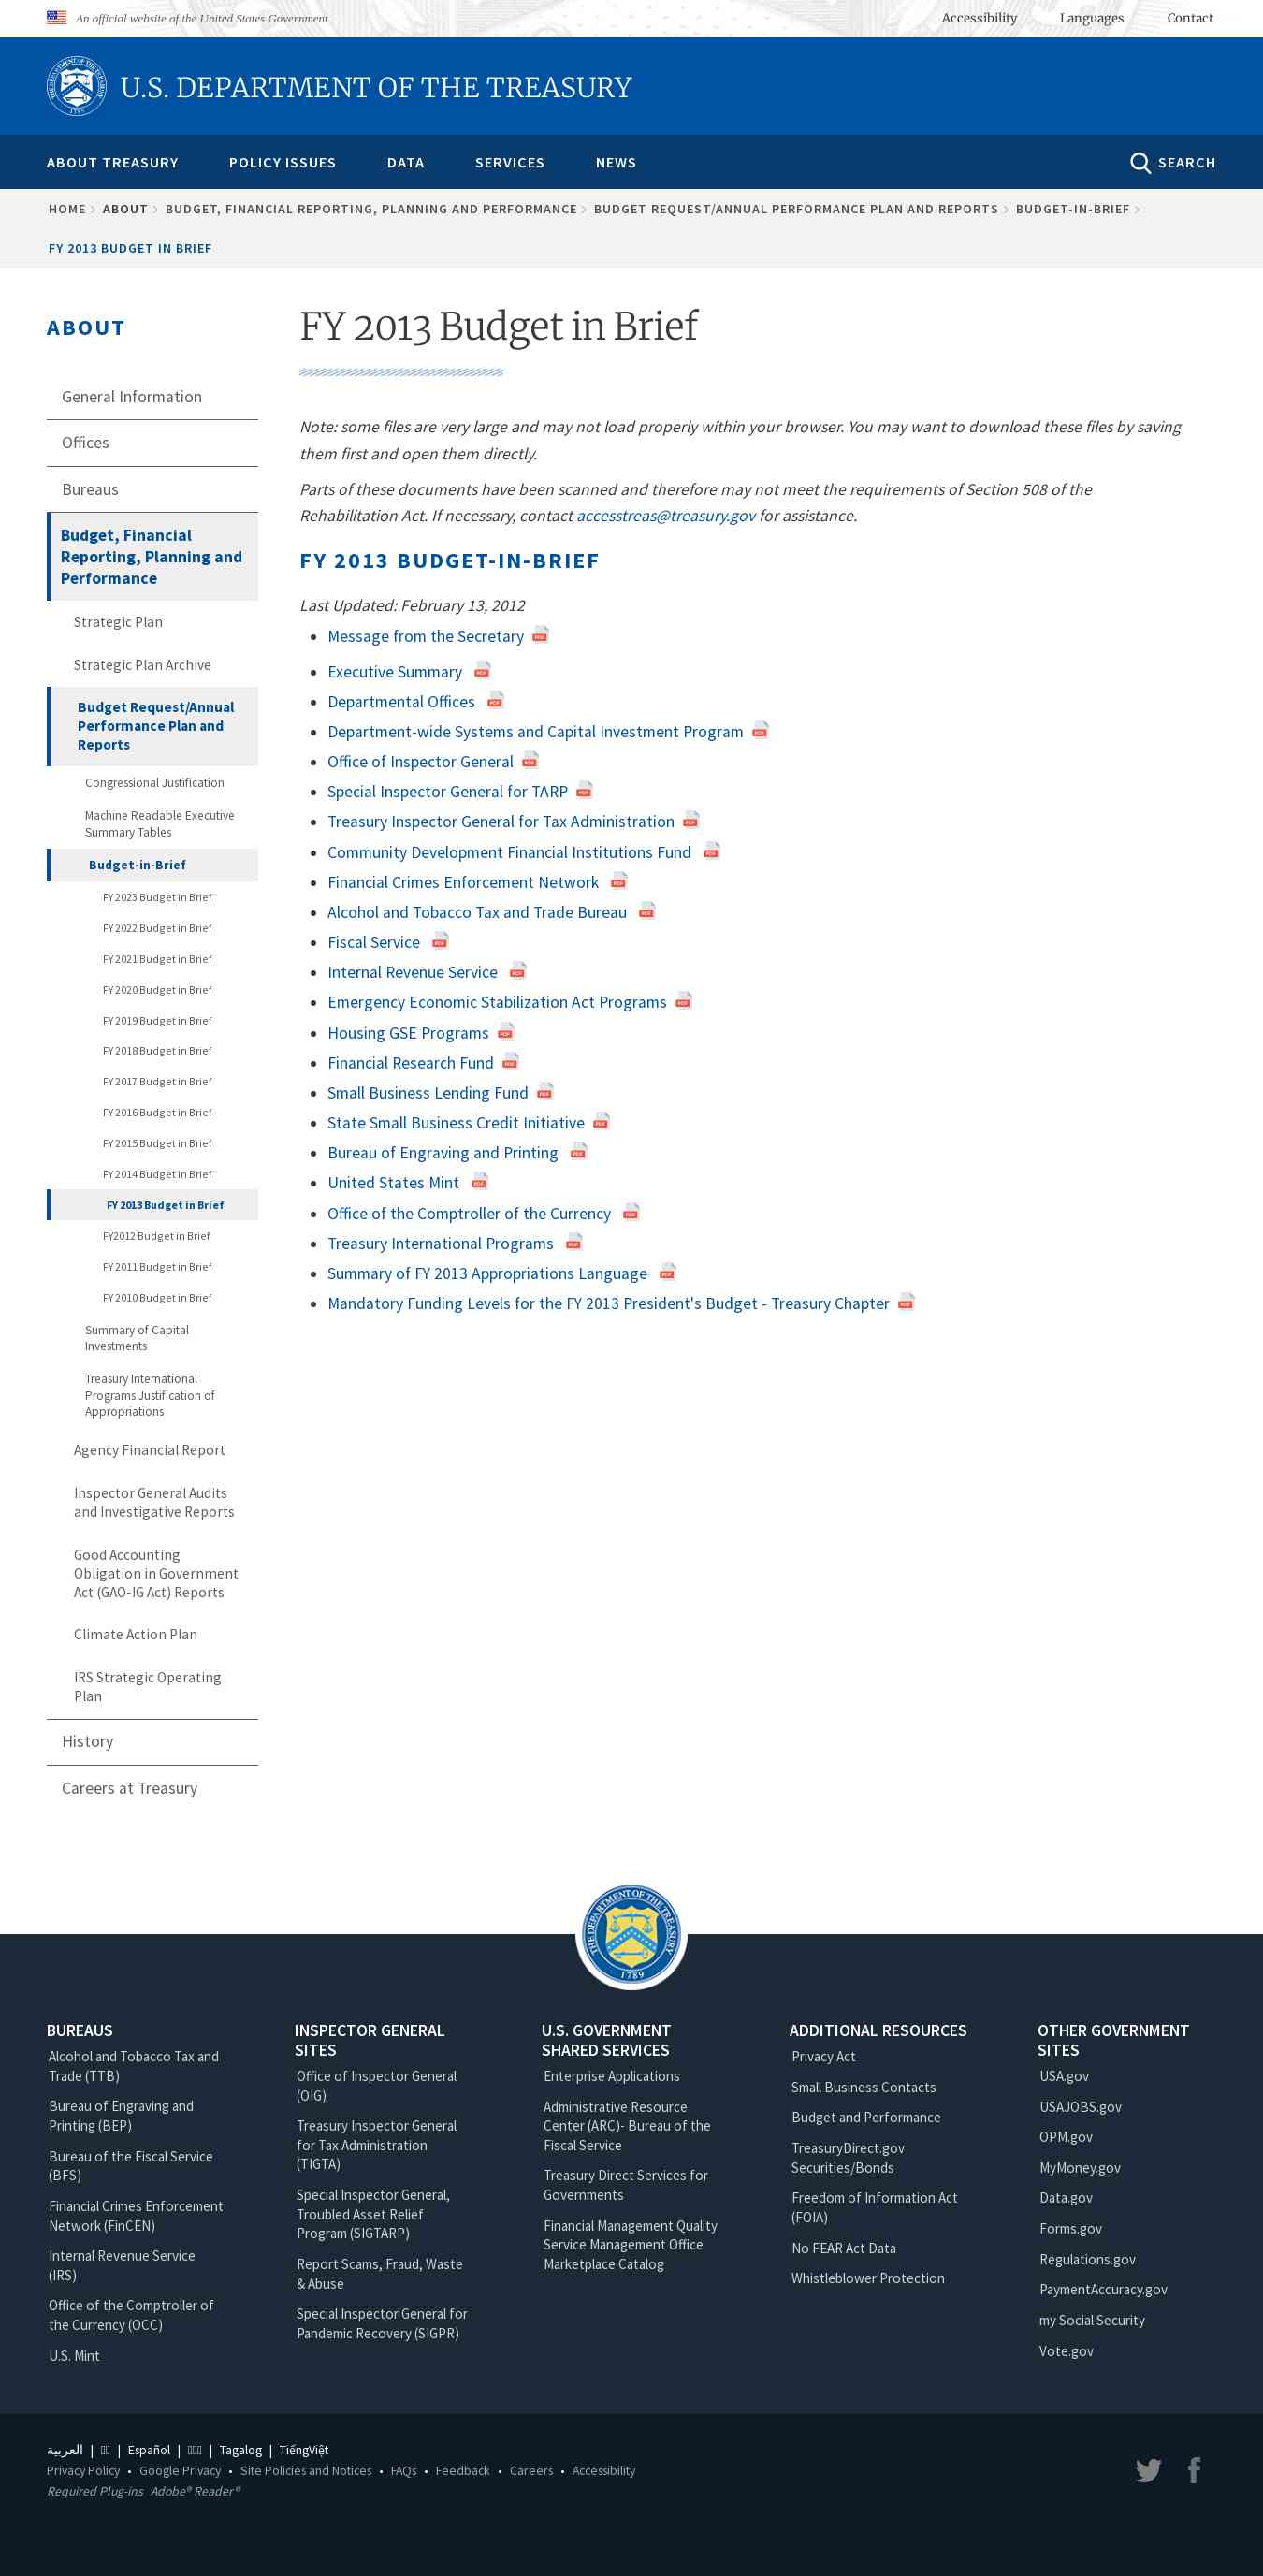 An official website of the United States Government
Accessibility Languages Contact
U.S. DEPARTMENT OF THE TREASURY
ABOUT TREASURY POLICY ISSUES DATA SERVICES NEWS SEARCH
HOME > ABOUT > BUDGET, FINANCIAL REPORTING, PLANNING AND PERFORMANCE > BUDGET REQUEST/ANNUAL PERFORMANCE PLAN AND REPORTS > BUDGET-IN-BRIEF >
FY 2013 BUDGET IN BRIEF
ABOUT
General Information
Offices
Bureaus
Budget, Financial
Reporting, Planning and
Performance
Strategic Plan
Strategic Plan Archive
Budget Request/Annual
Performance Plan and
Reports
Congressional Justification
Machine Readable Executive
Summary Tables
Budget-in-Brief
FY 2023 Budget in Brief
FY 2022 Budget in Brief
FY 2021 Budget in Brief
FY 2020 Budget in Brief
FY 2019 Budget in Brief
FY 2018 Budget in Brief
FY 2017 Budget in Brief
FY 2016 Budget in Brief
FY 2015 Budget in Brief
FY 2014 Budget in Brief
FY 2013 Budget in Brief
FY2012 Budget in Brief
FY 2011 Budget in Brief
FY 2010 Budget in Brief
Summary of Capital
Investments
Treasury International
Programs Justification of
Appropriations
Agency Financial Report
Inspector General Audits
and Investigative Reports
Good Accounting
Obligation in Government
Act (GAO-IG Act) Reports
Climate Action Plan
IRS Strategic Operating
Plan
History
Careers at Treasury
FY 2013 Budget in Brief
Note: some files are very large and may not load properly within your browser. You may want to download these files by saving
them first and open them directly.
Parts of these documents have been scanned and therefore may not meet the requirements of Section 508 of the
Rehabilitation Act. If necessary, contact accesstreas@treasury.gov for assistance.
FY 2013 BUDGET-IN-BRIEF
Last Updated: February 13, 2012
Message from the Secretary
Executive Summary
Departmental Offices
Department-wide Systems and Capital Investment Program
Office of Inspector General
Special Inspector General for TARP
Treasury Inspector General for Tax Administration
Community Development Financial Institutions Fund
Financial Crimes Enforcement Network
Alcohol and Tobacco Tax and Trade Bureau
Fiscal Service
Internal Revenue Service
Emergency Economic Stabilization Act Programs
Housing GSE Programs
Financial Research Fund
Small Business Lending Fund
State Small Business Credit Initiative
Bureau of Engraving and Printing
United States Mint
Office of the Comptroller of the Currency
Treasury International Programs
Summary of FY 2013 Appropriations Language
Mandatory Funding Levels for the FY 2013 President's Budget - Treasury Chapter
THE DEPARTMENT OF THE TREASURY
1789
BUREAUS
Alcohol and Tobacco Tax and
Trade (TTB)
Bureau of Engraving and
Printing (BEP)
Bureau of the Fiscal Service
(BFS)
Financial Crimes Enforcement
Network (FinCEN)
Internal Revenue Service
(IRS)
Office of the Comptroller of
the Currency (OCC)
U.S. Mint
INSPECTOR GENERAL
SITES
Office of Inspector General
(OIG)
Treasury Inspector General
for Tax Administration
(TIGTA)
Special Inspector General,
Troubled Asset Relief
Program (SIGTARP)
Report Scams, Fraud, Waste
& Abuse
Special Inspector General for
Pandemic Recovery (SIGPR)
U.S. GOVERNMENT
SHARED SERVICES
Enterprise Applications
Administrative Resource
Center (ARC)- Bureau of the
Fiscal Service
Treasury Direct Services for
Governments
Financial Management Quality
Service Management Office
Marketplace Catalog
ADDITIONAL RESOURCES
Privacy Act
Small Business Contacts
Budget and Performance
TreasuryDirect.gov
Securities/Bonds
Freedom of Information Act
(FOIA)
No FEAR Act Data
Whistleblower Protection
OTHER GOVERNMENT
SITES
USA.gov
USAJOBS.gov
OPM.gov
MyMoney.gov
Data.gov
Forms.gov
Regulations.gov
PaymentAccuracy.gov
my Social Security
Vote.gov
العربية | | Español | | Tagalog | TiếngViệt
Privacy Policy • Google Privacy • Site Policies and Notices • FAQs • Feedback • Careers • Accessibility
Required Plug-ins Adobe® Reader®